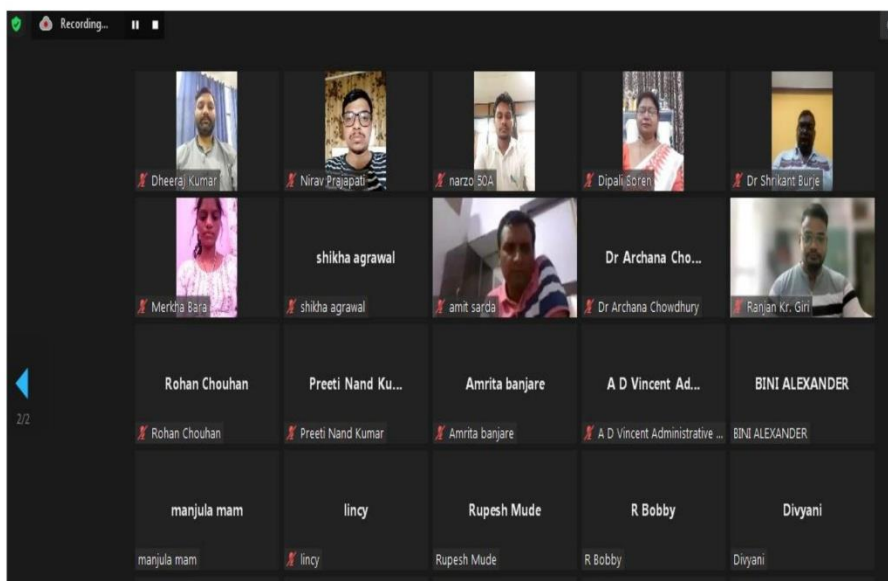 Recording...
Dheeraj Kumar
Nirav Prajapati
narzo 50A
Dipali Soren
Dr Shrikant Burje
Merkha Bara
shikha agrawal
shikha agrawal
amit sarda
Dr Archana Cho...
Dr Archana Chowdhury
Ranjan Kr. Giri
Rohan Chouhan
Rohan Chouhan
Preeti Nand Ku...
Preeti Nand Kumar
Amrita banjare
Amrita banjare
A D Vincent Ad...
A D Vincent Administrative ...
BINI ALEXANDER
BINI ALEXANDER
2/2
manjula mam
manjula mam
lincy
lincy
Rupesh Mude
Rupesh Mude
R Bobby
R Bobby
Divyani
Divyani